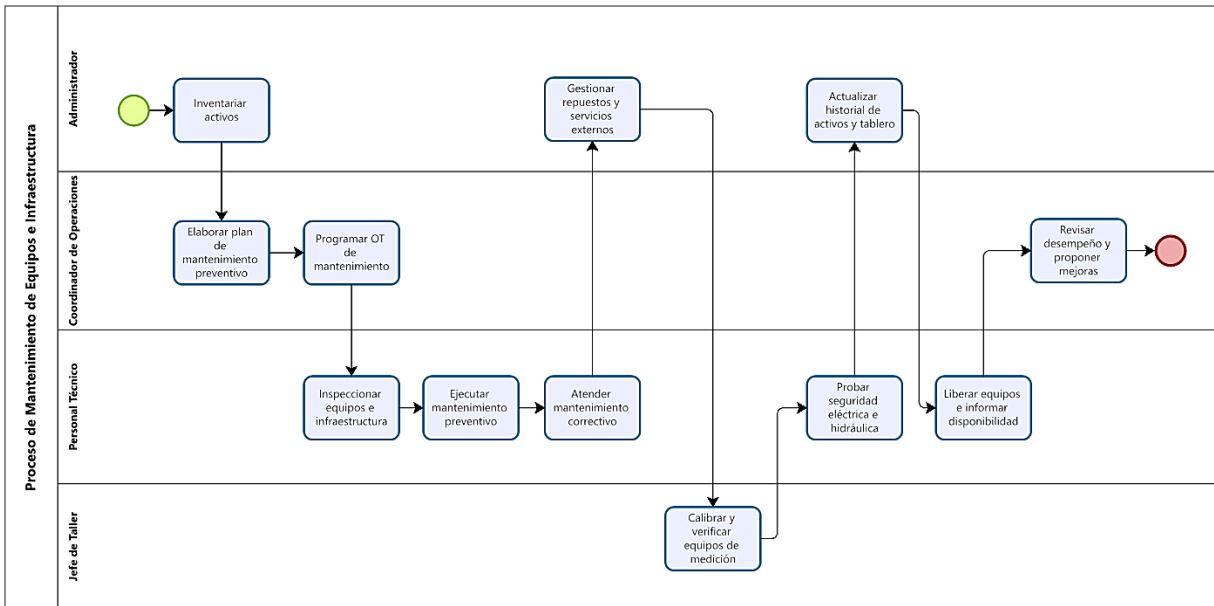 Proceso de Mantenimiento de Equipos e Infraestructura
Administrador
Inventariar
activos
Gestionar
repuestos y
servicios
externos
Actualizar
historial de
activos y tablero
Coordinador de Operaciones
Elaborar plan
de
mantenimiento
preventivo
Programar OT
de
mantenimiento
Revisar
desempeño y
proponer
mejoras
Personal Técnico
Inspeccionar
equipos e
infraestructura
Ejecutar
mantenimiento
preventivo
Atender
mantenimiento
correctivo
Probar
seguridad
eléctrica e
hidráulica
Liberar equipos
e informar
disponibilidad
Jefe de Taller
Calibrar y
verificar
equipos de
medición